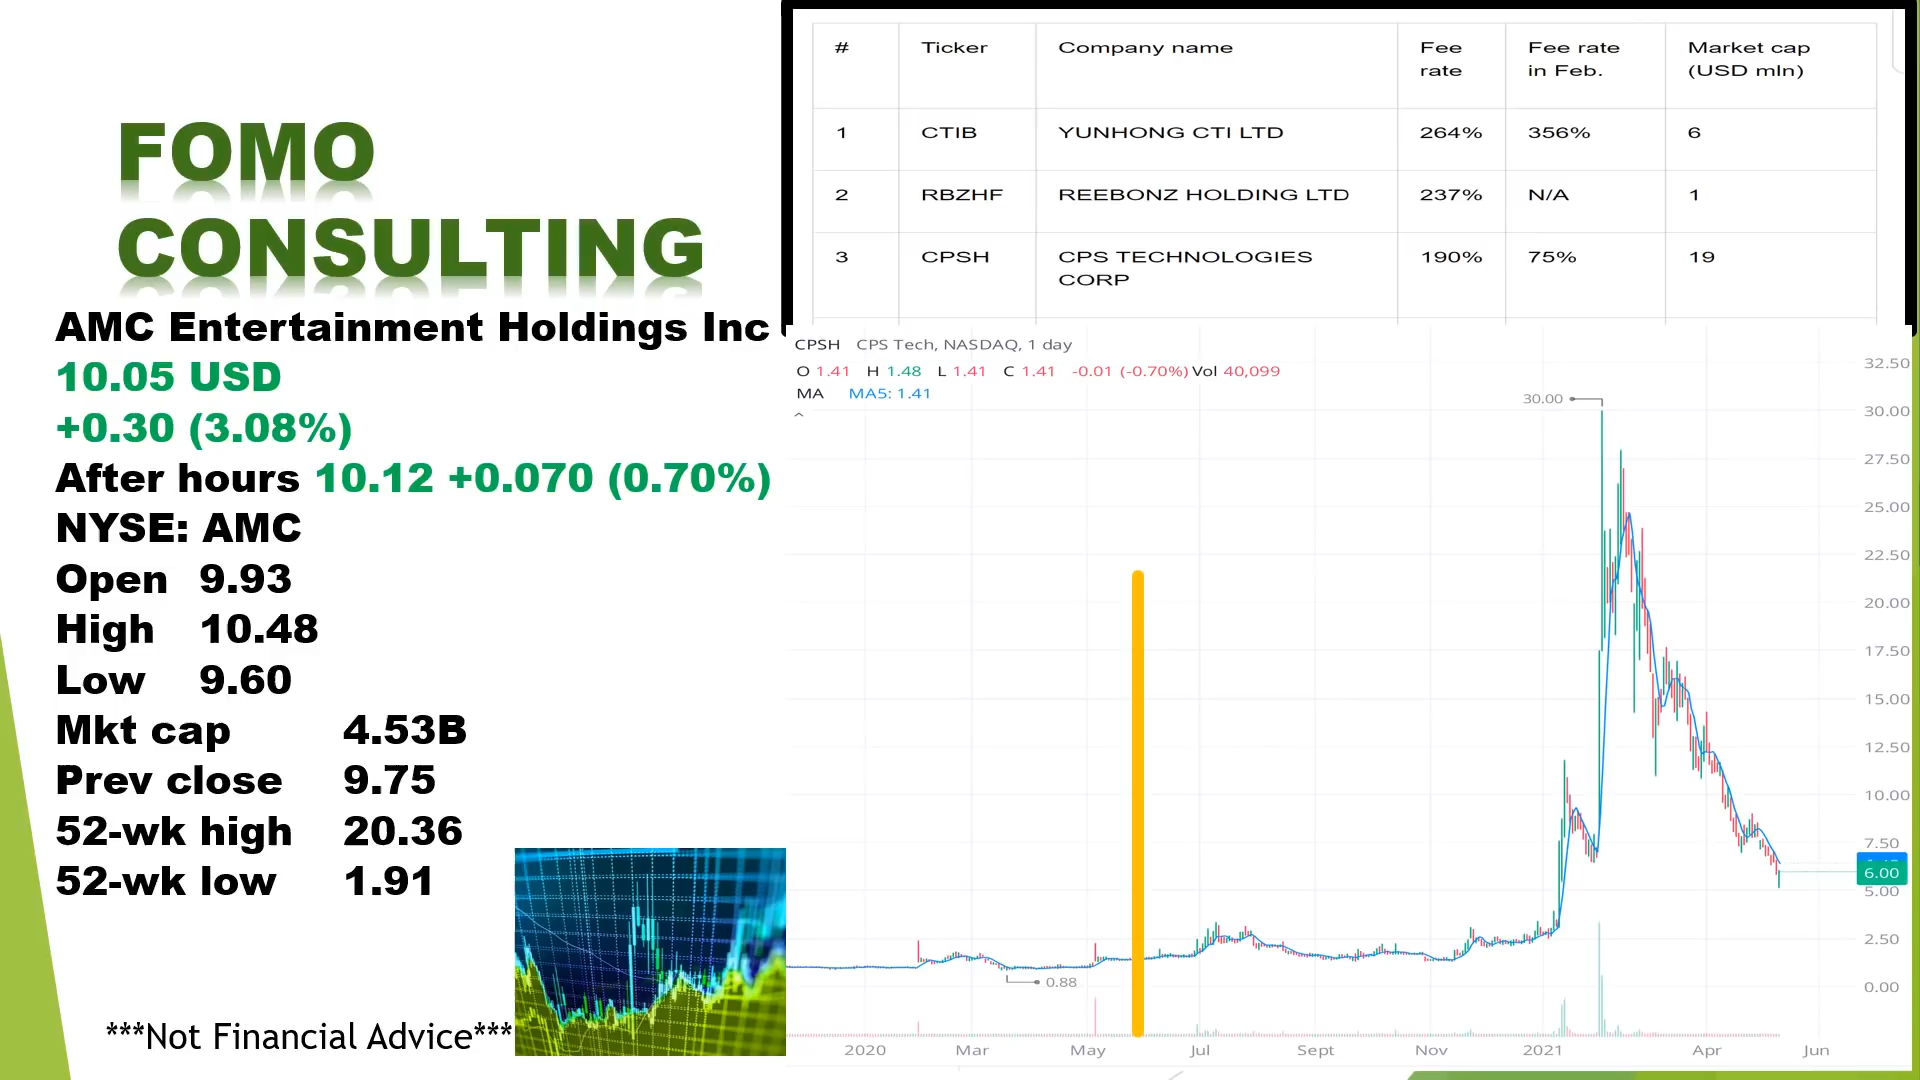 FOMO
CONSULTING
AMC Entertainment Holdings Inc
10.05 USD
+0.30 (3.08%)
After hours 10.12 +0.070 (0.70%)
NYSE: AMC
Open 9.93
High 10.48
Low 9.60
Mkt cap 4.53B
Prev close 9.75
52-wk high 20.36
52-wk low 1.91
***Not Financial Advice***
# Ticker Company name Fee rate Fee rate in Feb. Market cap (USD mln)
1 CTIB YUNHONG CTI LTD 264% 356% 6
2 RBZHF REEBONZ HOLDING LTD 237% N/A 1
3 CPSH CPS TECHNOLOGIES CORP 190% 75% 19
CPSH CPS Tech, NASDAQ, 1 day
O 1.41 H 1.48 L 1.41 C 1.41 -0.01 (-0.70%) Vol 40,099
MA MA5: 1.41
30.00
0.88
32.50
30.00
27.50
25.00
22.50
20.00
17.50
15.00
12.50
10.00
7.50
6.00
5.00
2.50
0.00
2020 Mar May Jul Sept Nov 2021 Apr Jun